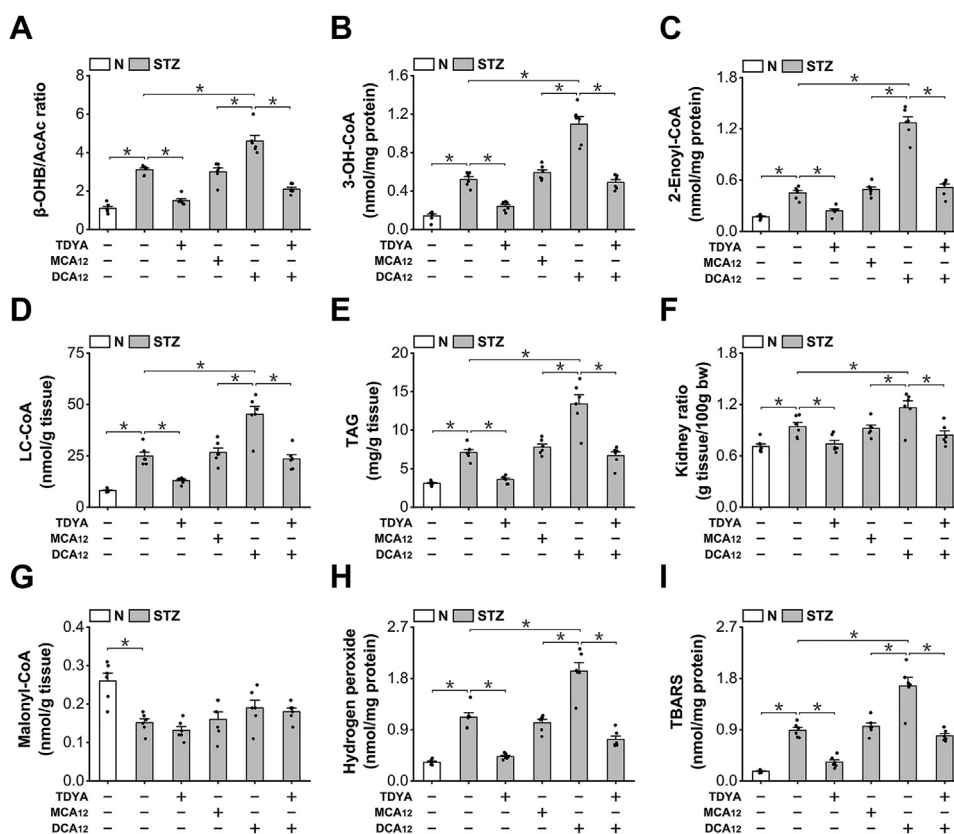 A
N STZ
β-OHB/AcAc ratio
8
6
4
2
0
* * * * *
TDYA − − + − − +
MCA12 − − − + − −
DCA12 − − − − + +
B
N STZ
3-OH-CoA
(nmol/mg protein)
1.6
1.2
0.8
0.4
0.0
* * * * *
− − + − − +
− − − + − −
− − − − + +
C
N STZ
2-Enoyl-CoA
(nmol/mg protein)
1.8
1.2
0.6
0.0
* * * * *
− − + − − +
− − − + − −
− − − − + +
D
N STZ
LC-CoA
(nmol/g tissue)
75
50
25
0
* * * * *
TDYA − − + − − +
MCA12 − − − + − −
DCA12 − − − − + +
E
N STZ
TAG
(mg/g tissue)
20
15
10
5
0
* * * * *
TDYA − − + − − +
MCA12 − − − + − −
DCA12 − − − − + +
F
N STZ
Kidney ratio
(g tissue/100g bw)
1.8
1.2
0.6
0.0
* * * * *
TDYA − − + − − +
MCA12 − − − + − −
DCA12 − − − − + +
G
N STZ
Malonyl-CoA
(nmol/g tissue)
0.4
0.3
0.2
0.1
0.0
*
TDYA − − + − − +
MCA12 − − − + − −
DCA12 − − − − + +
H
N STZ
Hydrogen peroxide
(nmol/mg protein)
2.7
1.8
0.9
0.0
* * * * *
TDYA − − + − − +
MCA12 − − − + − −
DCA12 − − − − + +
I
N STZ
TBARS
(nmol/mg protein)
2.7
1.8
0.9
0.0
* * * * *
TDYA − − + − − +
MCA12 − − − + − −
DCA12 − − − − + +